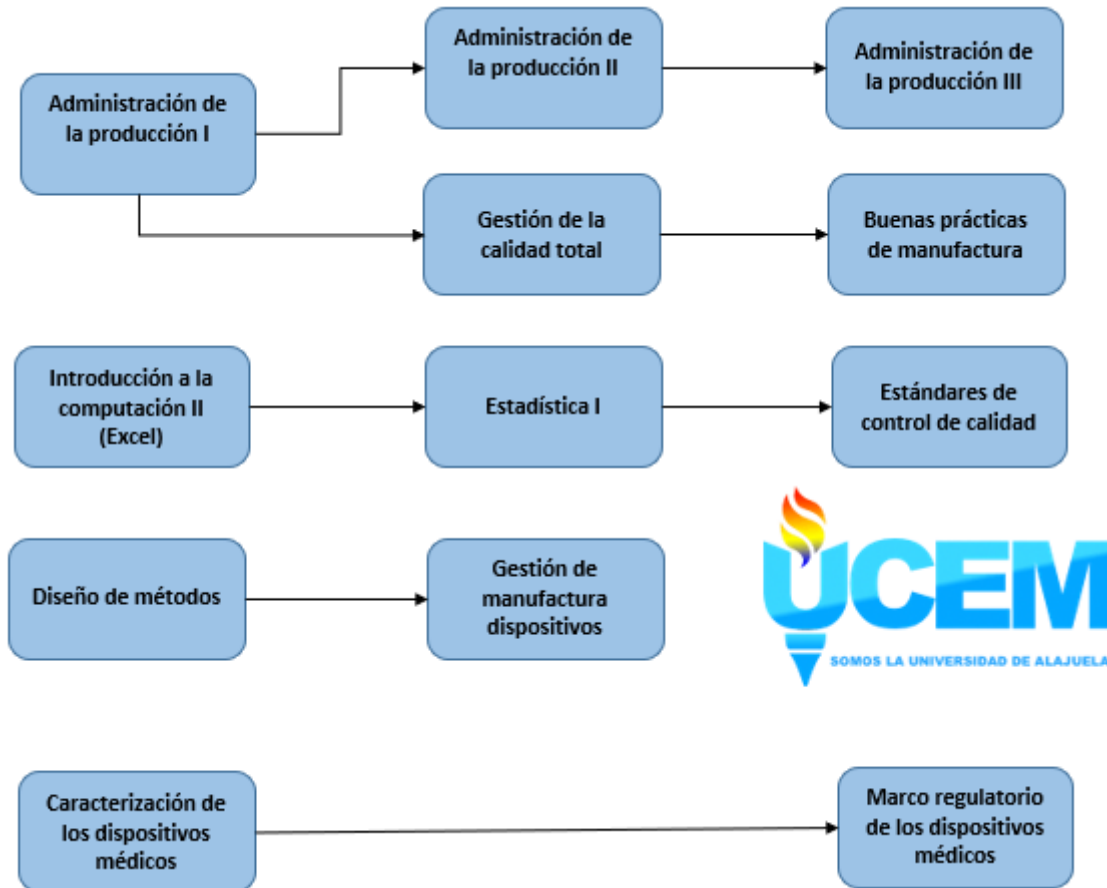 Administración de
la producción I
Administración de
la producción II
Administración de
la producción III
Gestión de la
calidad total
Buenas prácticas
de manufactura
Introducción a la
computación II
(Excel)
Estadística I
Estándares de
control de calidad
Diseño de métodos
Gestión de
manufactura
dispositivos
UCEM
SOMOS LA UNIVERSIDAD DE ALAJUELA
Caracterización de
los dispositivos
médicos
Marco regulatorio
de los dispositivos
médicos